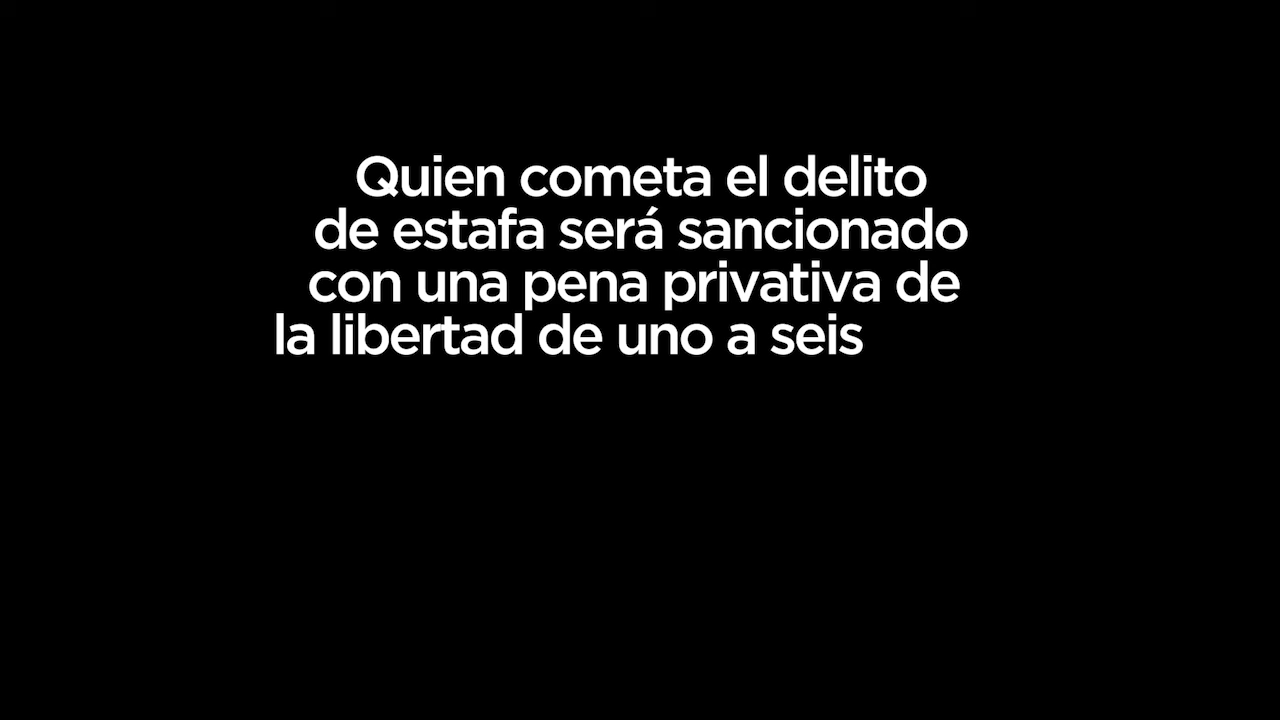 Quien cometa el delito
de estafa será sancionado
con una pena privativa de
la libertad de uno a seis